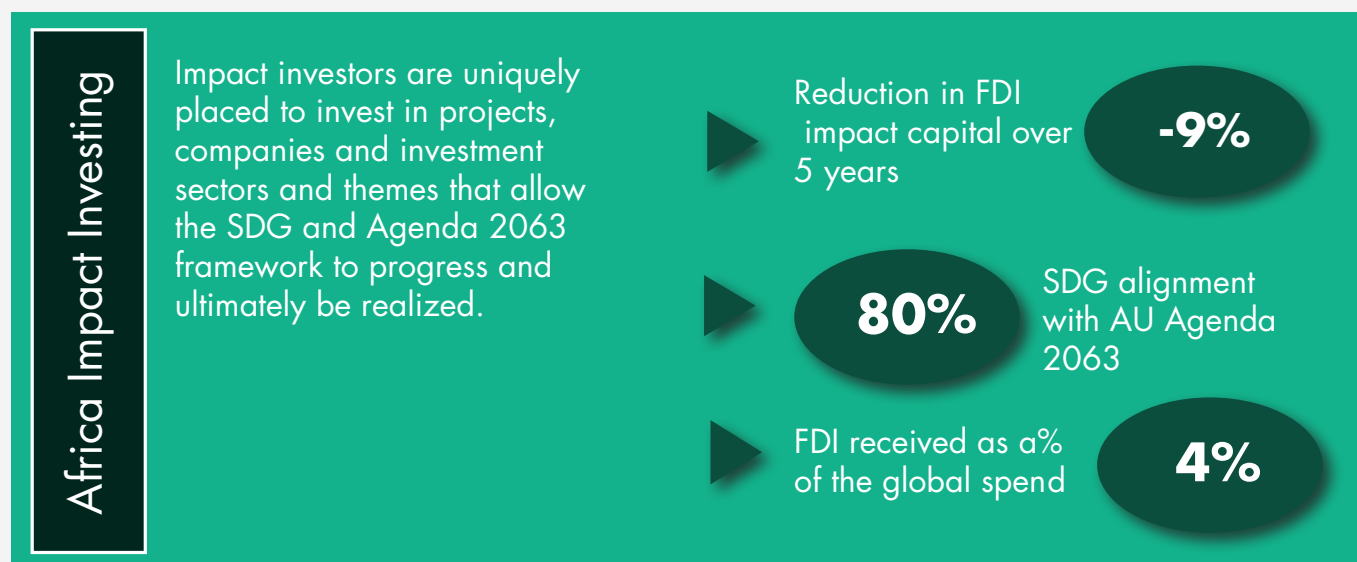 Africa Impact Investing
Impact investors are uniquely
placed to invest in projects,
companies and investment
sectors and themes that allow
the SDG and Agenda 2063
framework to progress and
ultimately be realized.
Reduction in FDI
impact capital over
5 years
-9%
80%
SDG alignment
with AU Agenda
2063
FDI received as a%
of the global spend
4%